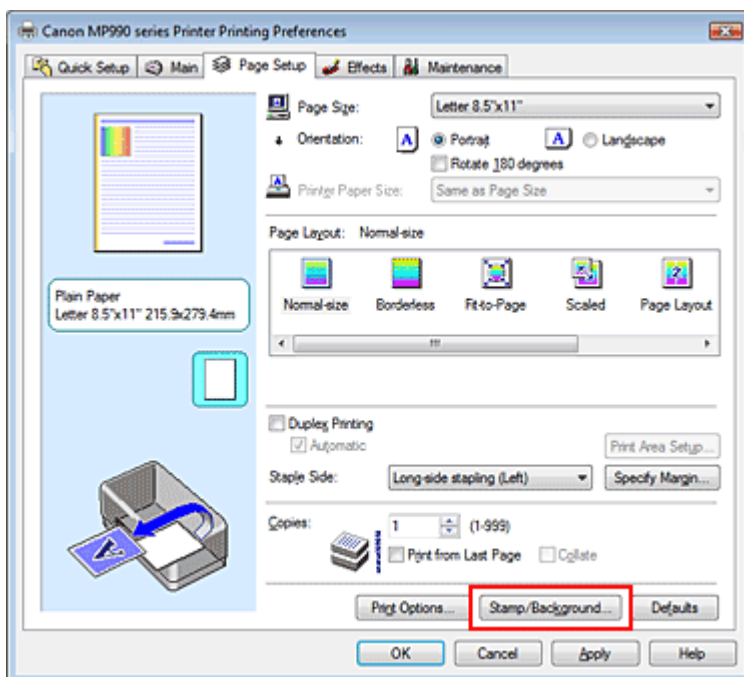 Canon MP990 series Printer Printing Preferences
Quick Setup Main Page Setup Effects Maintenance
Page Size: Letter 8.5"x11"
Orientation: A Portrait A Landscape
Rotate 180 degrees
Printer Paper Size: Same as Page Size
Page Layout: Normal-size
Normal-size Borderless Fit-to-Page Scaled Page Layout
Plain Paper
Letter 8.5"x11" 215.9x279.4mm
Duplex Printing
Automatic Print Area Setup...
Staple Side: Long-side stapling (Left) Specify Margin...
Copies: 1 (1-999)
Print from Last Page Collate
Print Options... Stamp/Background... Defaults
OK Cancel Apply Help